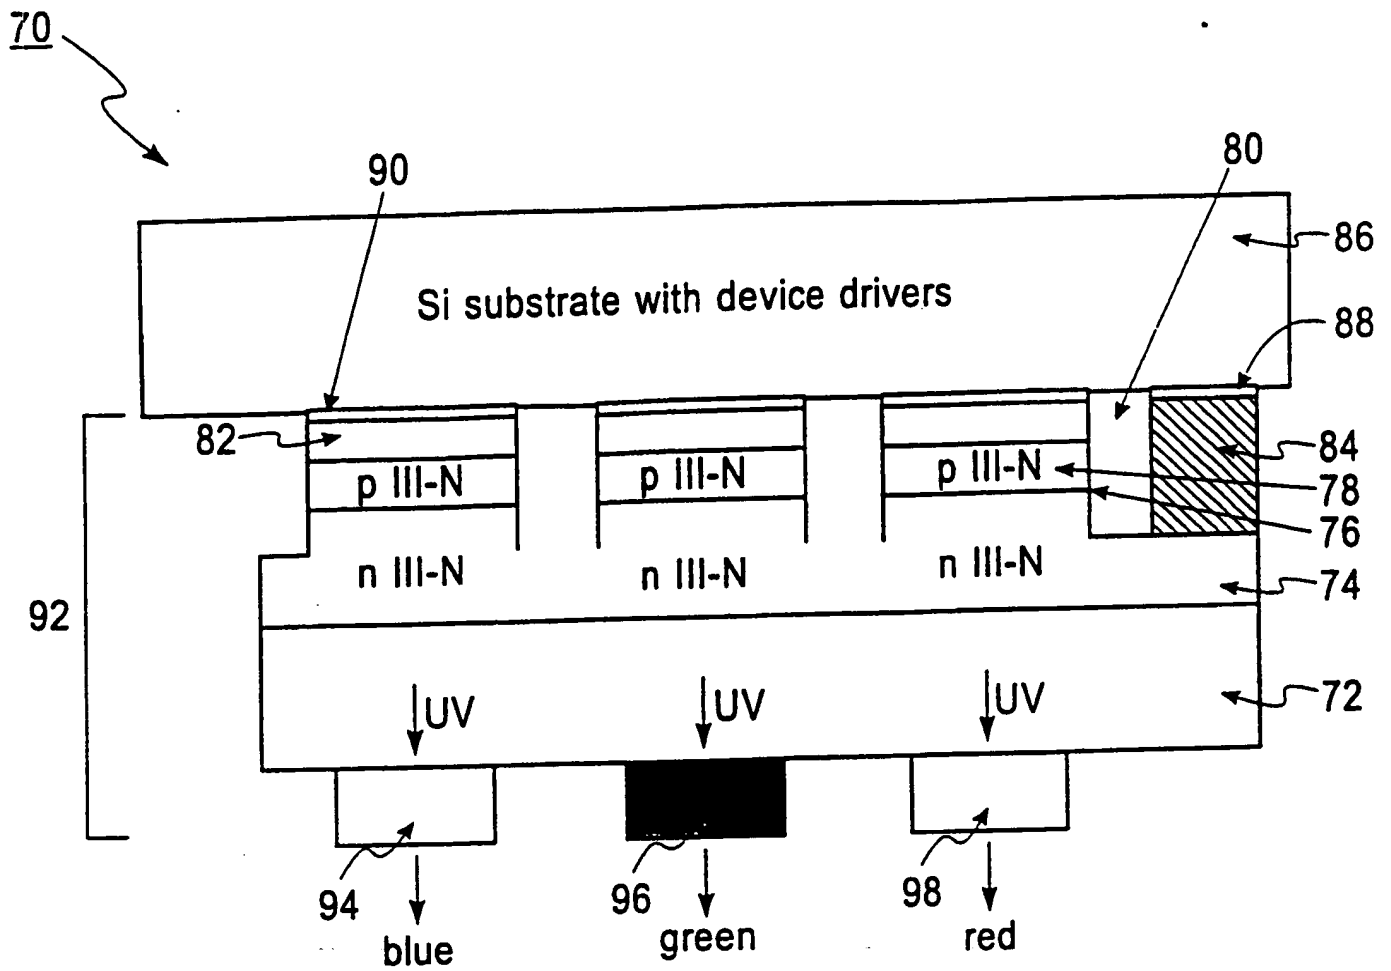 70
90
80
86
Si substrate with device drivers
88
82
84
p III-N
p III-N
p III-N
78
76
n III-N
n III-N
n III-N
74
92
72
UV
UV
UV
94
96
98
blue
green
red